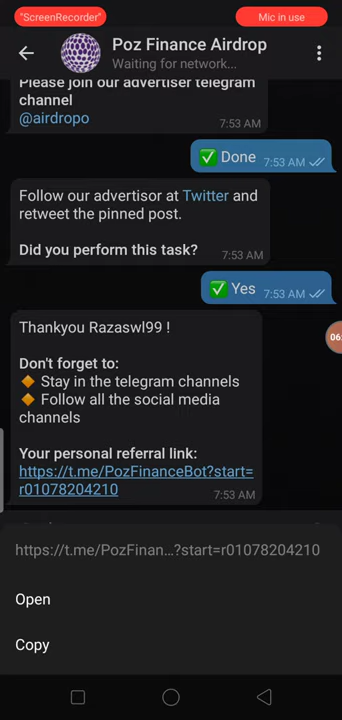 "ScreenRecorder"
Mic in use
Poz Finance Airdrop
Waiting for network...
Please join our advertiser telegram
channel
@airdropo
7:53 AM
✅ Done 7:53 AM
Follow our advertisor at Twitter and
retweet the pinned post.
Did you perform this task?
7:53 AM
✅ Yes 7:53 AM
Thankyou Razaswl99 !
Don't forget to:
🔸 Stay in the telegram channels
🔸 Follow all the social media
channels
Your personal referral link:
https://t.me/PozFinanceBot?start=
r01078204210
7:53 AM
06:
https://t.me/PozFinan...?start=r01078204210
Open
Copy